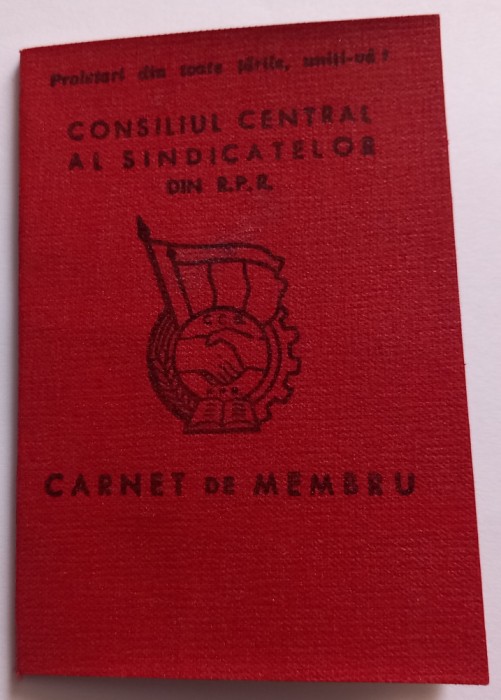 Proletari din toate țările, uniți-vă !
CONSILIUL CENTRAL
AL SINDICATELOR
DIN R.P.R.
CARNET DE MEMBRU